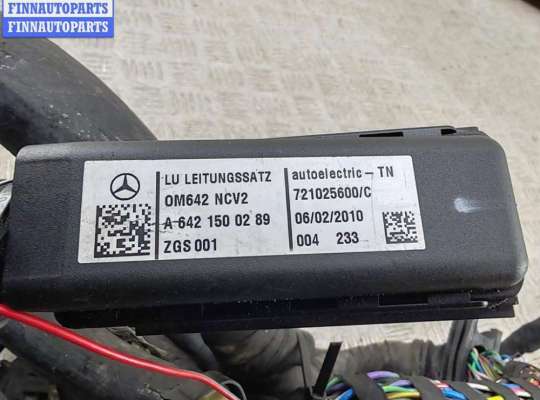 FINNAUTOPARTS
FINNAUTOPARTS
LU LEITUNGSSATZ
OM642 NCV2
A 642 150 02 89
ZGS 001
autoelectric - TN
721025600/C
06/02/2010
004 233